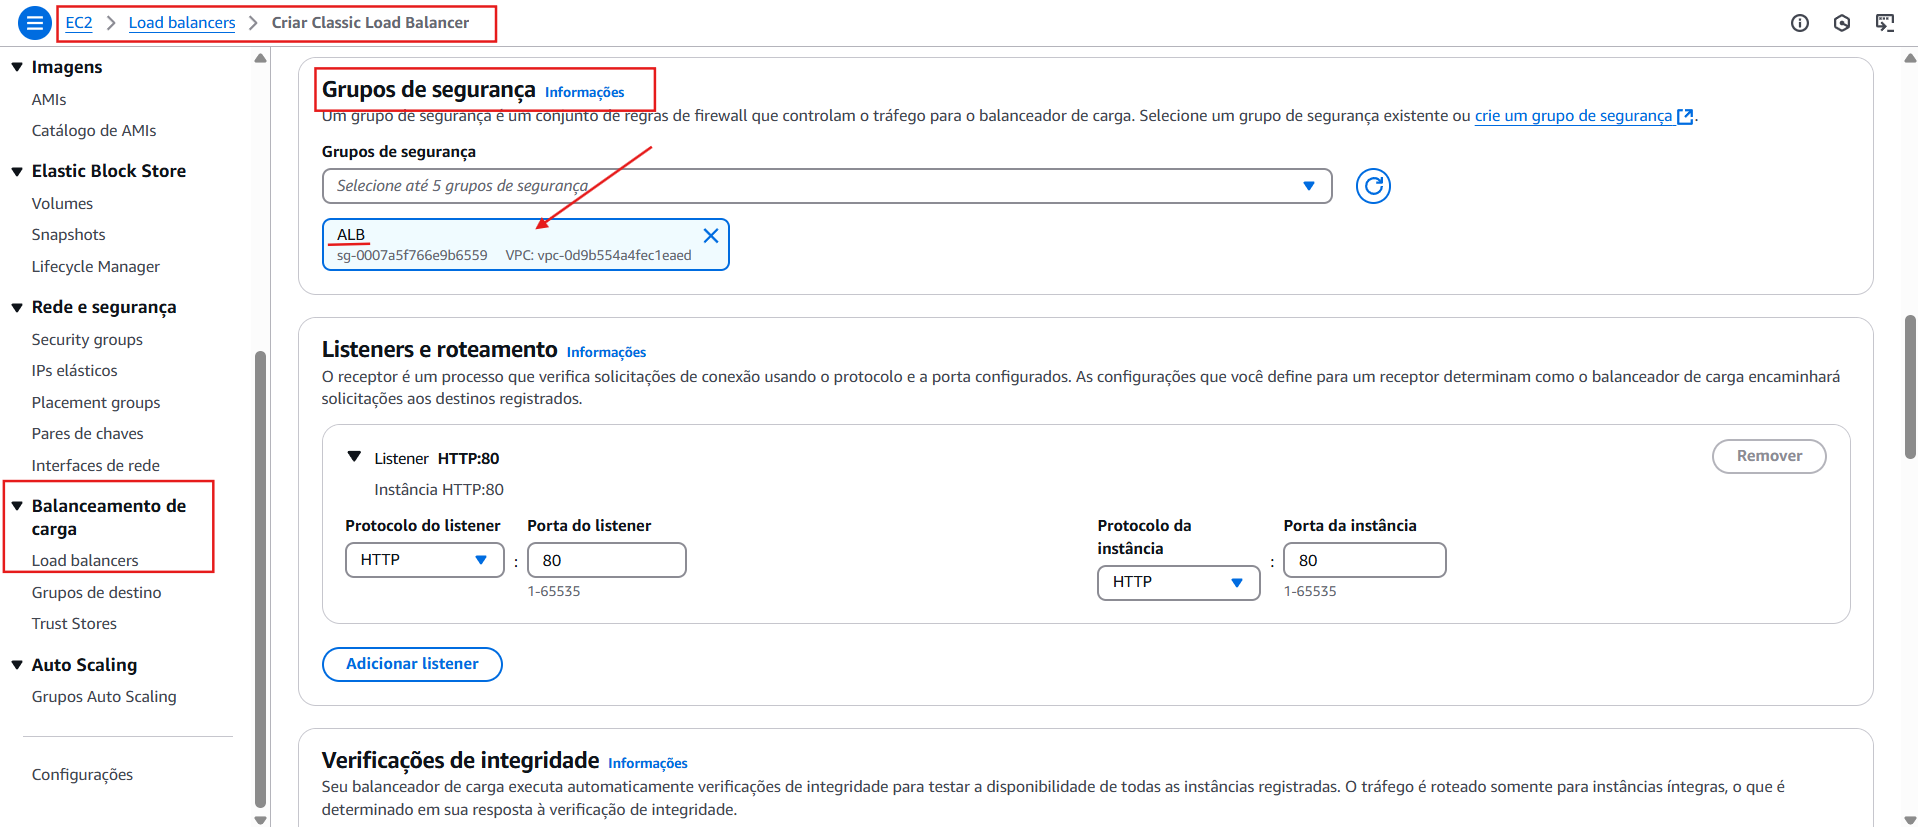 EC2 > Load balancers > Criar Classic Load Balancer
Imagens
AMIs
Catálogo de AMIs
Elastic Block Store
Volumes
Snapshots
Lifecycle Manager
Rede e segurança
Security groups
IPs elásticos
Placement groups
Pares de chaves
Interfaces de rede
Balanceamento de
carga
Load balancers
Grupos de destino
Trust Stores
Auto Scaling
Grupos Auto Scaling
Configurações
Grupos de segurança Informações
Um grupo de segurança é um conjunto de regras de firewall que controlam o tráfego para o balanceador de carga. Selecione um grupo de segurança existente ou crie um grupo de segurança.
Grupos de segurança
Selecione até 5 grupos de segurança
ALB
sg-0007a5f766e9b6559 VPC: vpc-0d9b554a4fec1eaed
Listeners e roteamento Informações
O receptor é um processo que verifica solicitações de conexão usando o protocolo e a porta configurados. As configurações que você define para um receptor determinam como o balanceador de carga encaminhará
solicitações aos destinos registrados.
Listener HTTP:80
Remover
Instância HTTP:80
Protocolo do listener
HTTP
:
Porta do listener
80
1-65535
Protocolo da
instância
HTTP
:
Porta da instância
80
1-65535
Adicionar listener
Verificações de integridade Informações
Seu balanceador de carga executa automaticamente verificações de integridade para testar a disponibilidade de todas as instâncias registradas. O tráfego é roteado somente para instâncias íntegras, o que é
determinado em sua resposta à verificação de integridade.